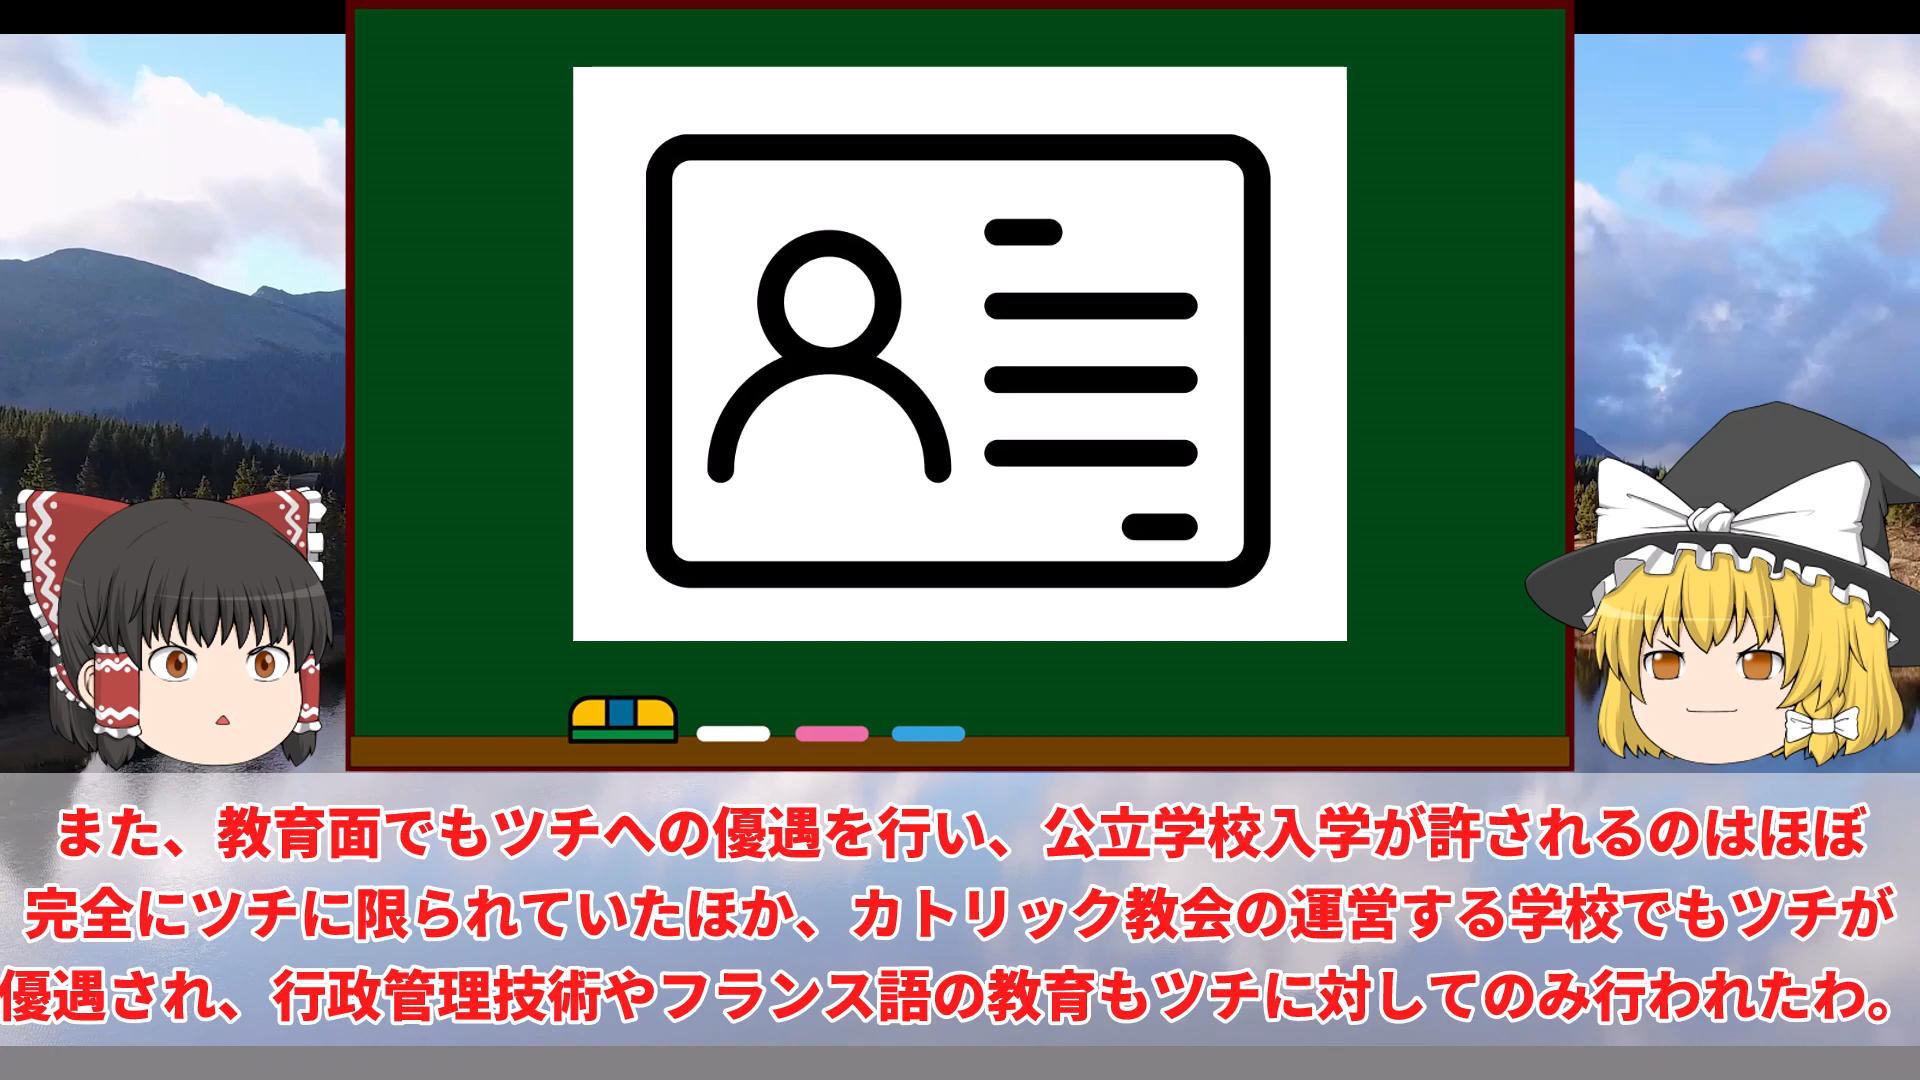 また、教育面でもツチへの優遇を行い、公立学校入学が許されるのはほぼ
完全にツチに限られていたほか、カトリック教会の運営する学校でもツチが
優遇され、行政管理技術やフランス語の教育もツチに対してのみ行われたわ。